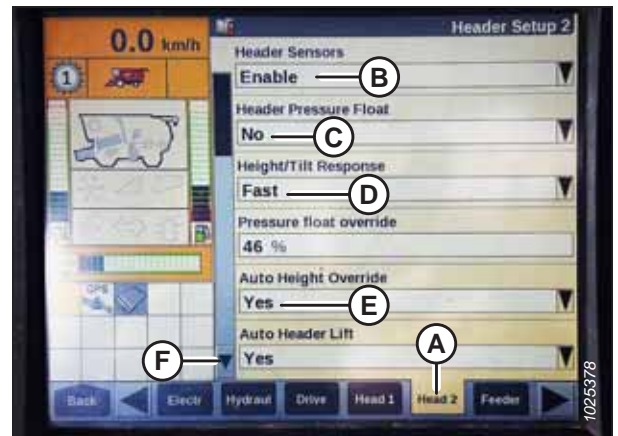 0.0 km/h
Header Setup 2
1
Header Sensors
Enable
B
Header Pressure Float
No
C
Height/Tilt Response
Fast
D
Pressure float override
46 %
Auto Height Override
Yes
E
GPS
Auto Header Lift
Yes
F
A
Back
Electr
Hydraul
Drive
Head 1
Head 2
Feeder
1025378